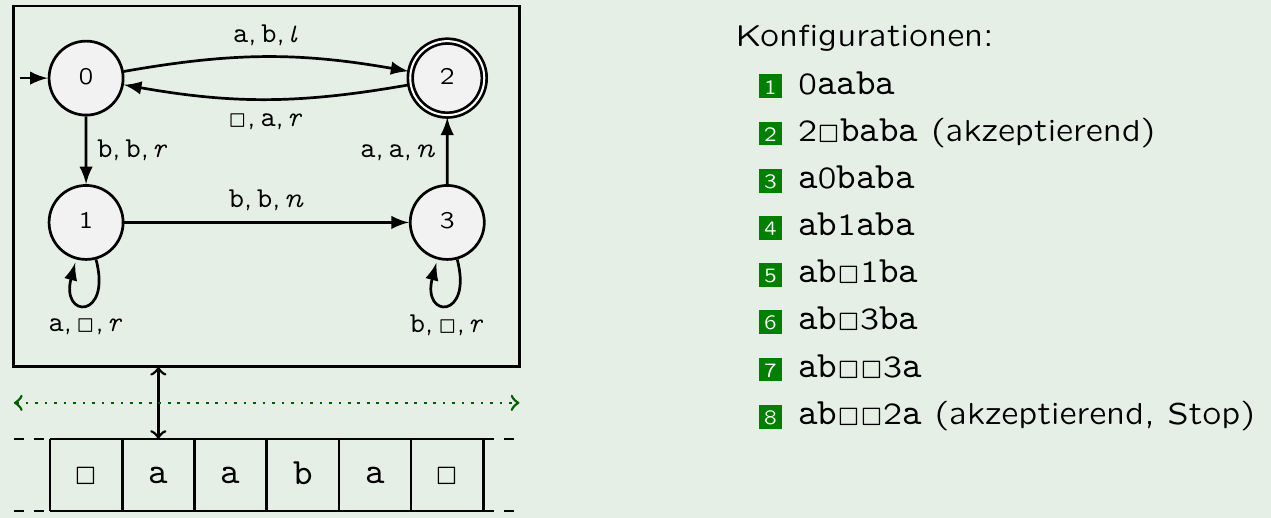 a, b, l
0
2
□, a, r
b, b, r
a, a, n
b, b, n
1
3
a, □, r
b, □, r
□ a a b a □
Konfigurationen:
1 0aaba
2 2□baba (akzeptierend)
3 a0baba
4 ab1aba
5 ab□1ba
6 ab□3ba
7 ab□□3a
8 ab□□2a (akzeptierend, Stop)